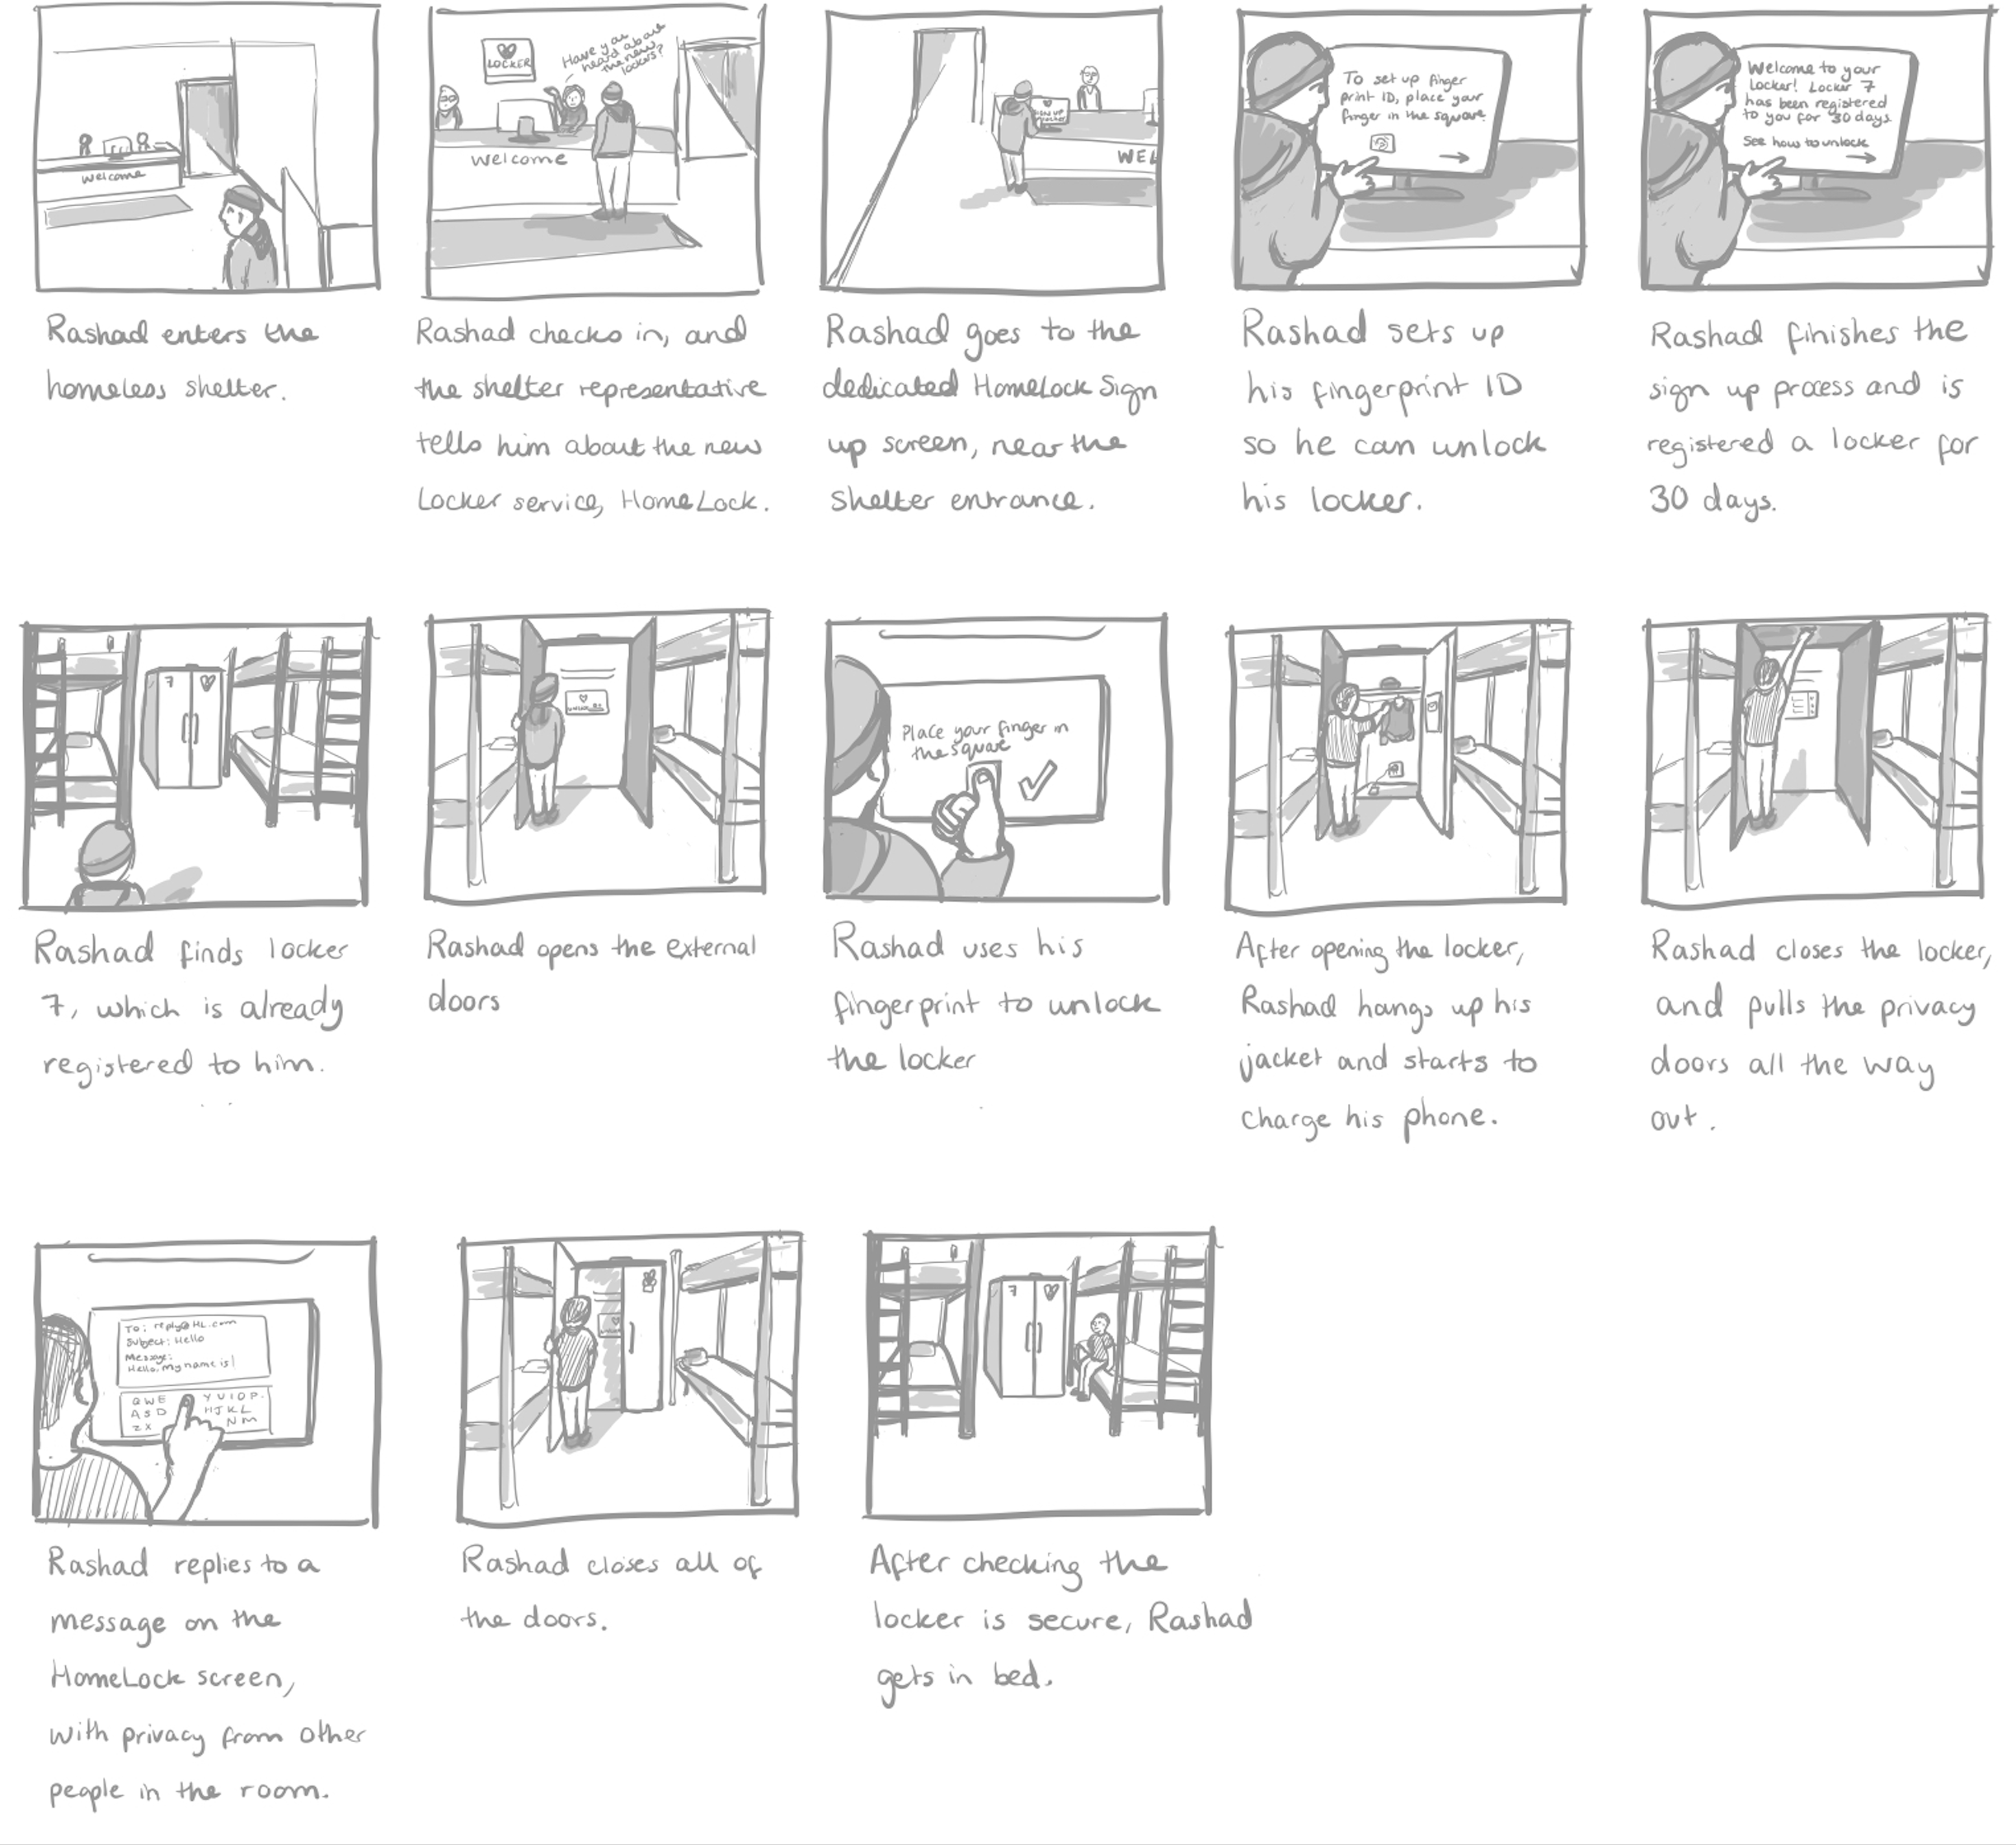 welcome
LOCKER
Have you
heard about
the new
lockers?
welcome
SIGN UP
WEL
To set up finger
print ID, place your
finger in the square.
Welcome to your
locker! Locker 7
has been registered
to you for 30 days
See how to unlock
Rashad enters the
homeless shelter.
Rashad checks in, and
the shelter representative
tells him about the new
Locker service, HomeLock.
Rashad goes to the
dedicated HomeLock Sign
up screen, near the
shelter entrance.
Rashad sets up
his fingerprint ID
so he can unlock
his locker.
Rashad finishes the
sign up process and is
registered a locker for
30 days.
7
Place your finger in
the square
Rashad finds locker
7, which is already
registered to him.
Rashad opens the external
doors
Rashad uses his
fingerprint to unlock
the locker
After opening the locker,
Rashad hangs up his
jacket and starts to
charge his phone.
Rashad closes the locker,
and pulls the privacy
doors all the way
out.
To: reply@HL.com
Subject: Hello
Message:
Hello, my name is|
QWE YUIOP
ASD HJKL
ZX NM
7
Rashad replies to a
message on the
HomeLock screen,
with privacy from other
people in the room.
Rashad closes all of
the doors.
After checking the
locker is secure, Rashad
gets in bed.